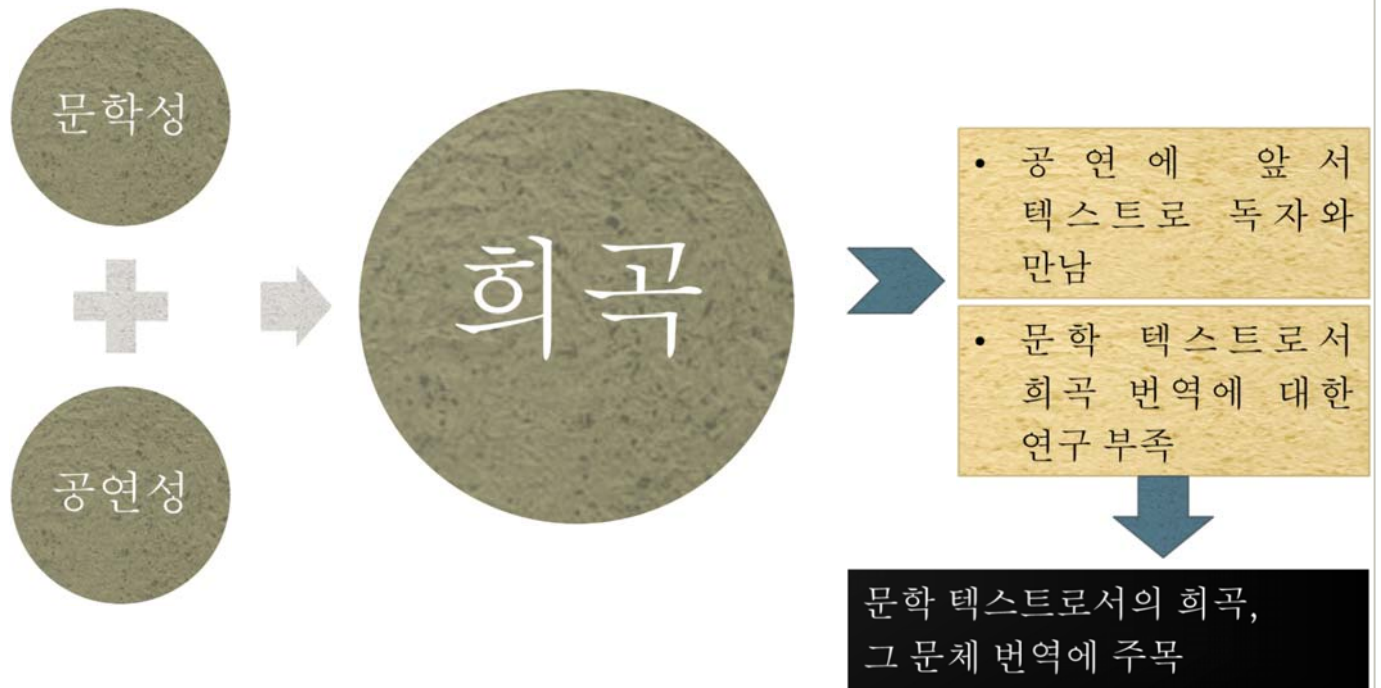 문학성
공연성
희곡
• 공연에 앞서
텍스트로 독자와
만남
• 문학 텍스트로서
희곡 번역에 대한
연구 부족
문학 텍스트로서의 희곡,
그 문체 번역에 주목